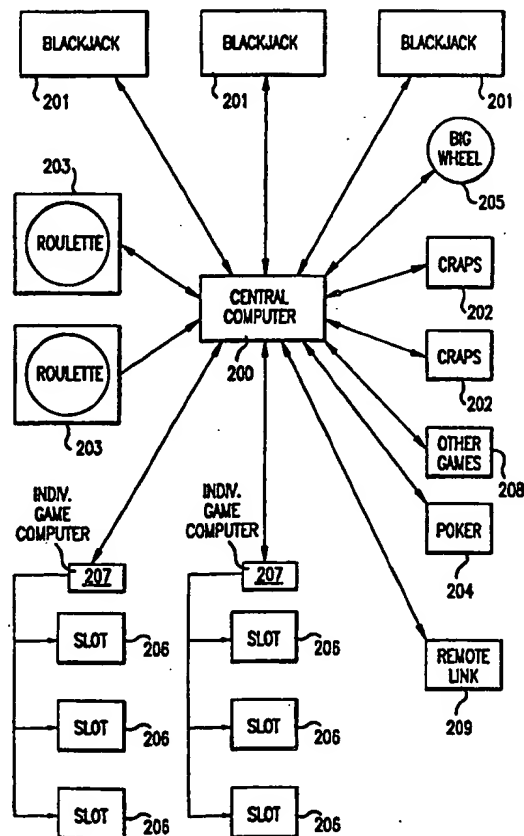 BLACKJACK
BLACKJACK
BLACKJACK
201
201
201
203
BIG
WHEEL
205
ROULETTE
CRAPS
202
CENTRAL
COMPUTER
200
ROULETTE
203
CRAPS
202
OTHER
GAMES
208
INDIV.
GAME
COMPUTER
207
INDIV.
GAME
COMPUTER
207
POKER
204
SLOT
206
SLOT
206
REMOTE
LINK
209
SLOT
206
SLOT
206
SLOT
206
SLOT
206